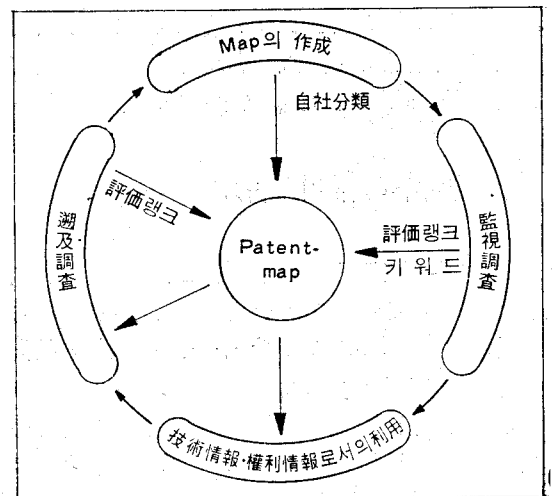 Map의 作成
自社分類
評価랭크
遡及調査
Patent-
map
評価랭크
키워드
監視調査
技術情報·權利情報로서의利用